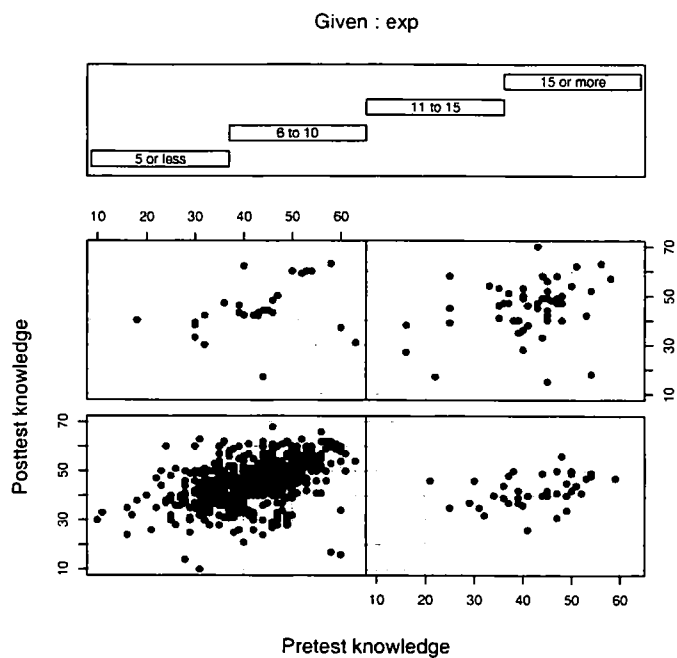 Given : exp
15 or more
11 to 15
6 to 10
5 or less
10 20 30 40 50 60
70
50
30
10
Posttest knowledge
70
50
30
10
10 20 30 40 50 60
Pretest knowledge